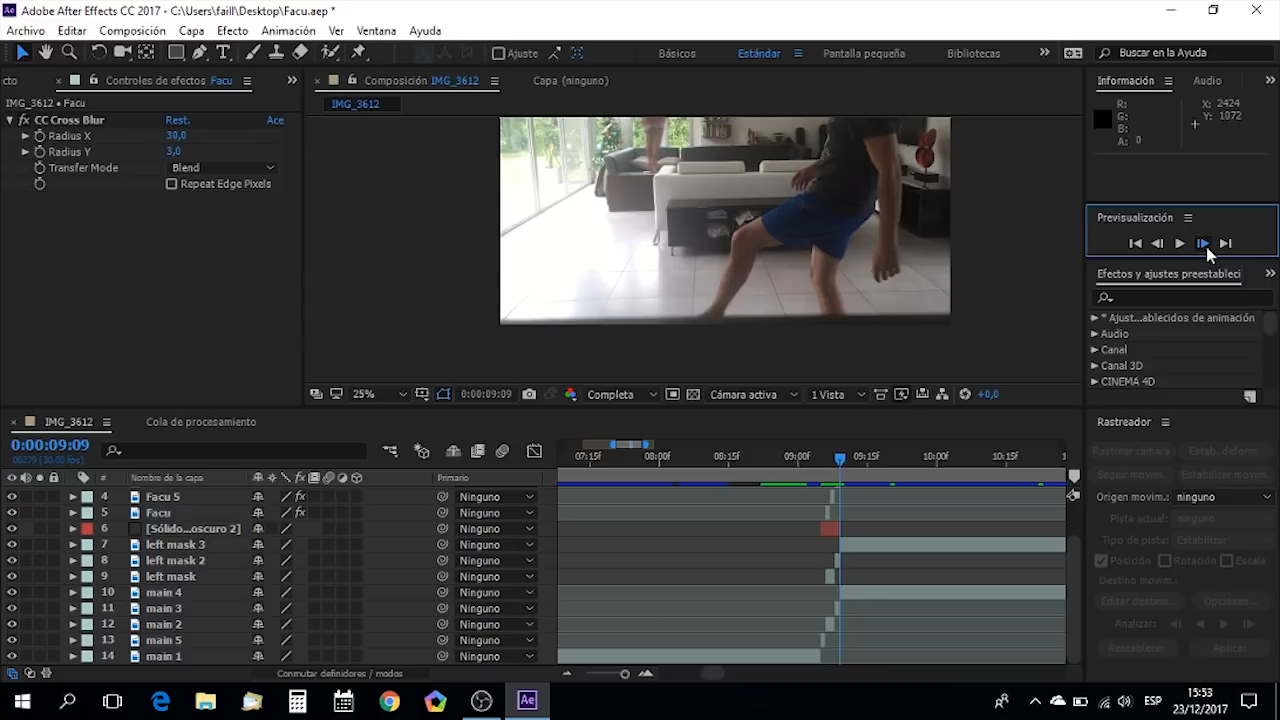 Adobe After Effects CC 2017 - C:\Users\faill\Desktop\Facu.aep *
Archivo Editar Composición Capa Efecto Animación Ver Ventana Ayuda
Ajuste Básicos Estándar Pantalla pequeña Bibliotecas Buscar en la Ayuda
cto Controles de efectos Facu
IMG_3612 • Facu
fx CC Cross Blur Rest. Ace
Radius X 30,0
Radius Y 3,0
Transfer Mode Blend
Repeat Edge Pixels
Composición IMG_3612 Capa (ninguno)
IMG_3612
25% 0:00:09:09 Completa Cámara activa 1 Vista +0,0
Información Audio
R: X: 2424
G: Y: 1072
B:
A: 0
Previsualización
Efectos y ajustes preestableci
* Ajust...ablecidos de animación
Audio
Canal
Canal 3D
CINEMA 4D
IMG_3612 Cola de procesamiento
0:00:09:09
00279 (30.00 fps)
07:15f 08:00f 08:15f 09:00f 09:15f 10:00f 10:15f 1
# Nombre de la capa Primario
4 Facu 5 fx Ninguno
5 Facu fx Ninguno
6 [Sólido...oscuro 2] Ninguno
7 left mask 3 Ninguno
8 left mask 2 Ninguno
9 left mask Ninguno
10 main 4 Ninguno
11 main 3 Ninguno
12 main 2 Ninguno
13 main 5 Ninguno
14 main 1 Ninguno
Conmutar definidores / modos
Rastreador
Rastrear cámara Estab. deform.
Seguir movim. Estabilizar movim.
Origen movim.: ninguno
Pista actual: ninguno
Tipo de pista: Estabilizar
Posición Rotación Escala
Destino movim.:
Editar destino... Opciones...
Analizar:
Restablecer Aplicar
Ae ESP 15:53
23/12/2017